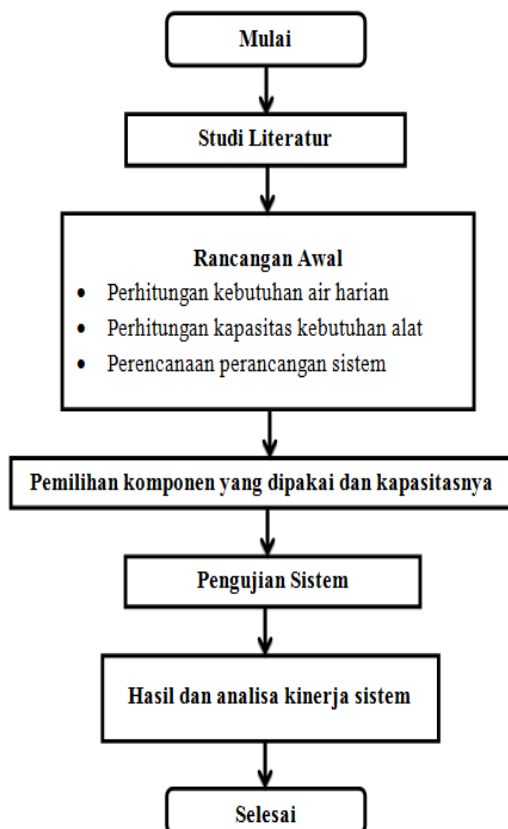 Mulai
Studi Literatur
Rancangan Awal
• Perhitungan kebutuhan air harian
• Perhitungan kapasitas kebutuhan alat
• Perencanaan perancangan sistem
Pemilihan komponen yang dipakai dan kapasitasnya
Pengujian Sistem
Hasil dan analisa kinerja sistem
Selesai